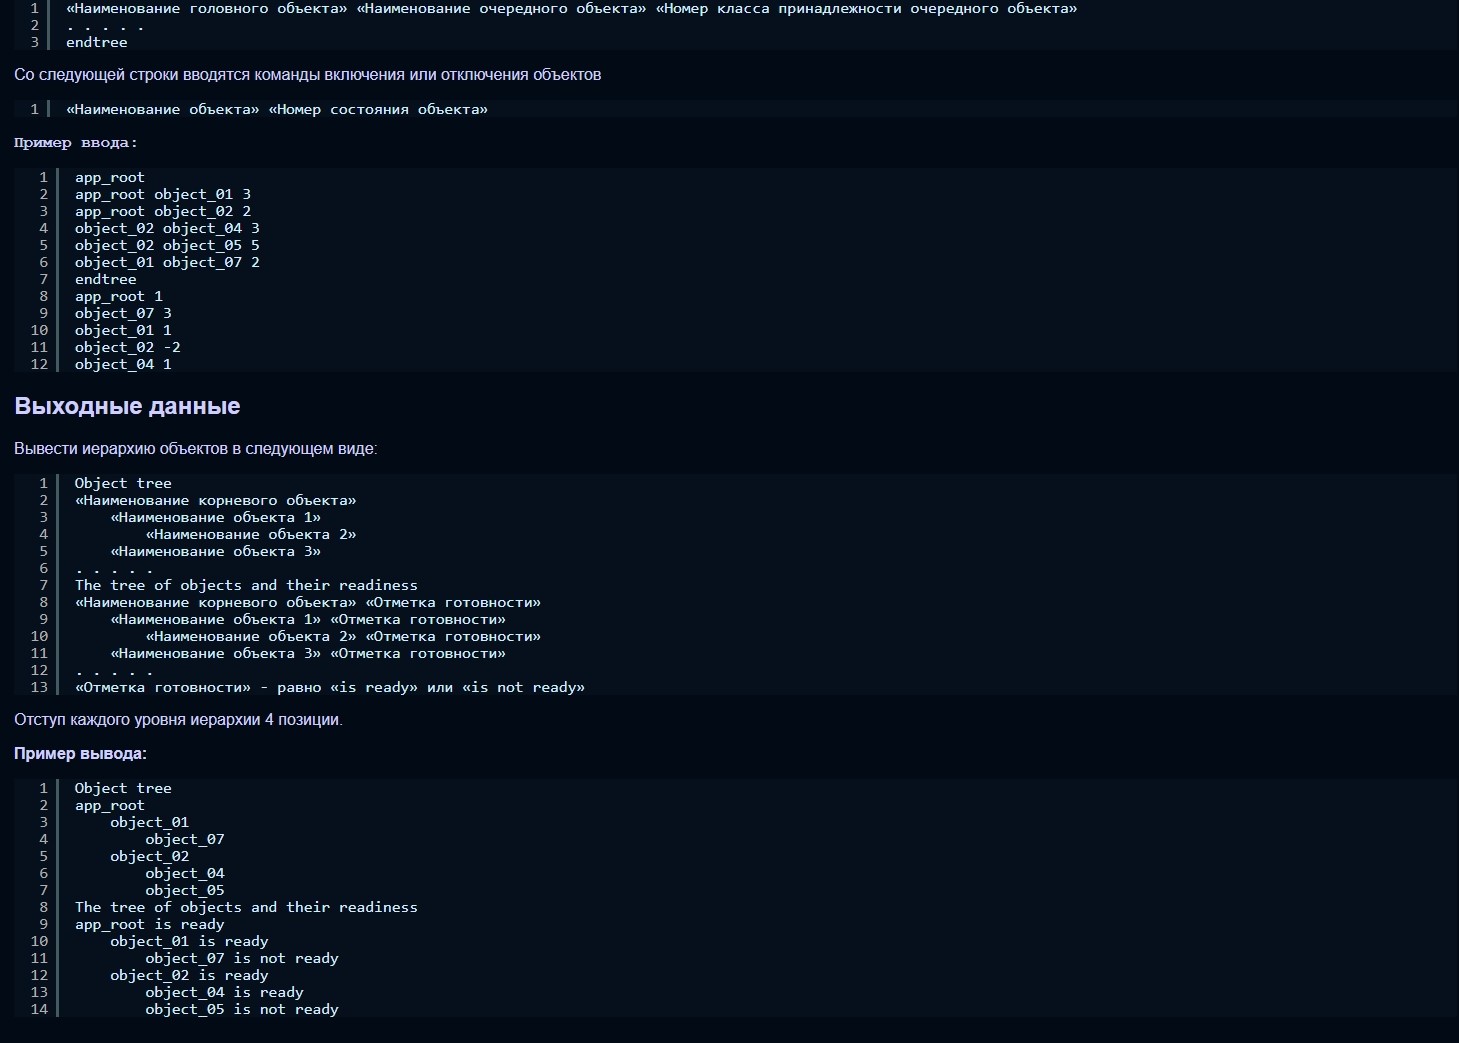 1 «Наименование головного объекта» «Наименование очередного объекта» «Номер класса принадлежности очередного объекта»
2 . . . . .
3 endtree
Со следующей строки вводятся команды включения или отключения объектов
1 «Наименование объекта» «Номер состояния объекта»
Пример ввода:
1 app_root
2 app_root object_01 3
3 app_root object_02 2
4 object_02 object_04 3
5 object_02 object_05 5
6 object_01 object_07 2
7 endtree
8 app_root 1
9 object_07 3
10 object_01 1
11 object_02 -2
12 object_04 1
Выходные данные
Вывести иерархию объектов в следующем виде:
1 Object tree
2 «Наименование корневого объекта»
3     «Наименование объекта 1»
4         «Наименование объекта 2»
5     «Наименование объекта 3»
6 . . . . .
7 The tree of objects and their readiness
8 «Наименование корневого объекта» «Отметка готовности»
9     «Наименование объекта 1» «Отметка готовности»
10         «Наименование объекта 2» «Отметка готовности»
11     «Наименование объекта 3» «Отметка готовности»
12 . . . . .
13 «Отметка готовности» - равно «is ready» или «is not ready»
Отступ каждого уровня иерархии 4 позиции.
Пример вывода:
1 Object tree
2 app_root
3     object_01
4         object_07
5     object_02
6         object_04
7         object_05
8 The tree of objects and their readiness
9 app_root is ready
10     object_01 is ready
11         object_07 is not ready
12     object_02 is ready
13         object_04 is ready
14         object_05 is not ready